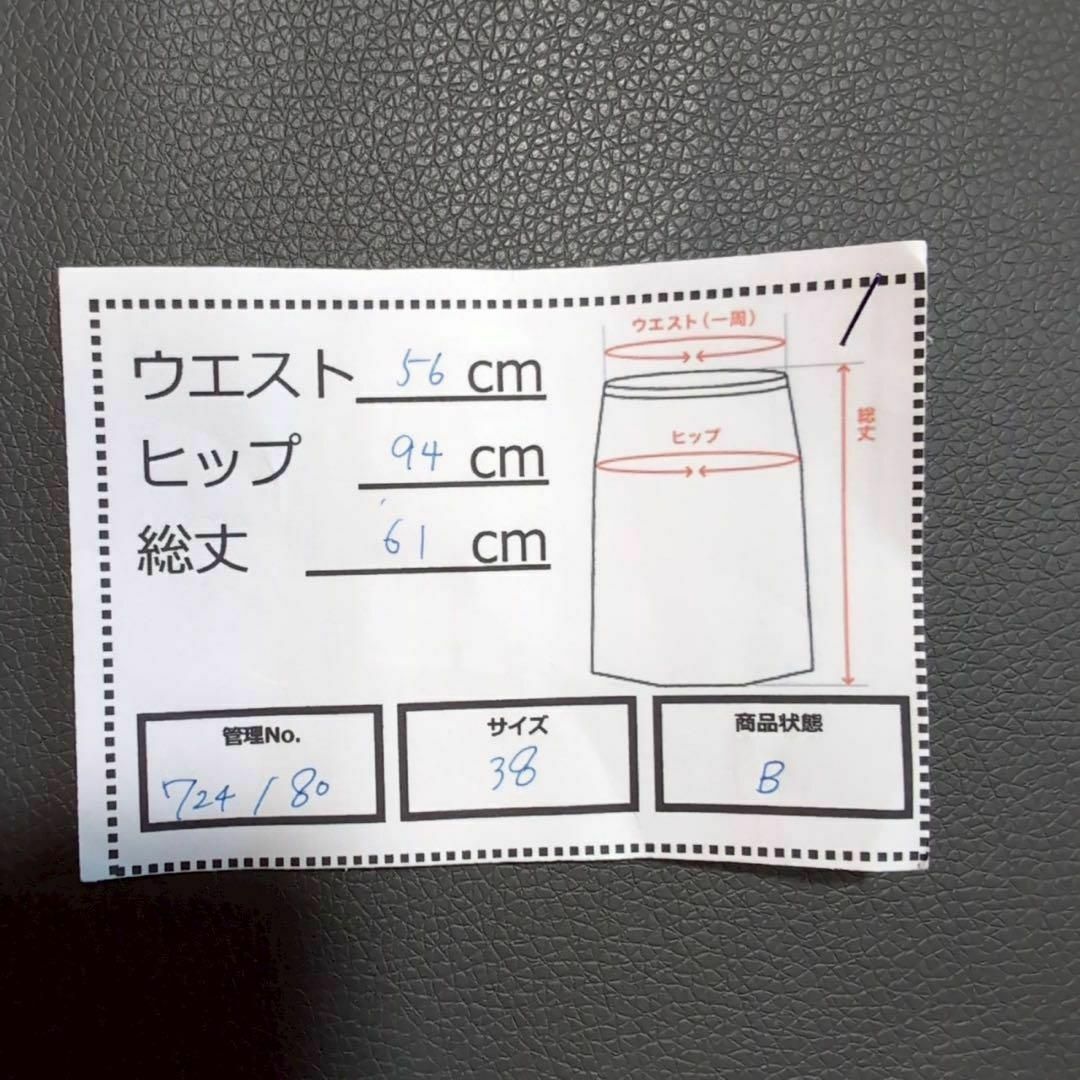 ウエスト 56 cm
ヒップ 94 cm
総丈 61 cm
ウエスト(一周)
ヒップ
総丈
管理No.
724/80
サイズ
38
商品状態
B